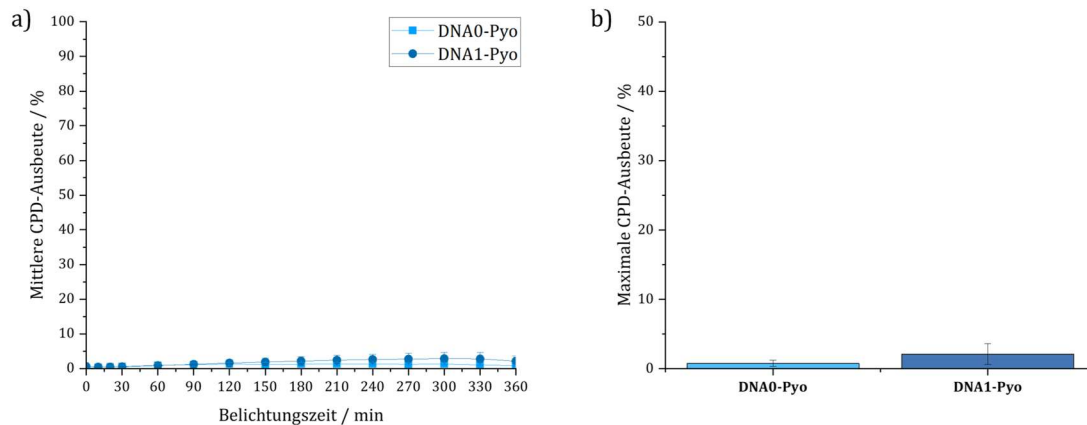 a)
Mittlere CPD-Ausbeute / %
100
90
80
70
60
50
40
30
20
10
0
DNA0-Pyo
DNA1-Pyo
0 30 60 90 120 150 180 210 240 270 300 330 360
Belichtungszeit / min
b)
Maximale CPD-Ausbeute / %
50
40
30
20
10
0
DNA0-Pyo DNA1-Pyo